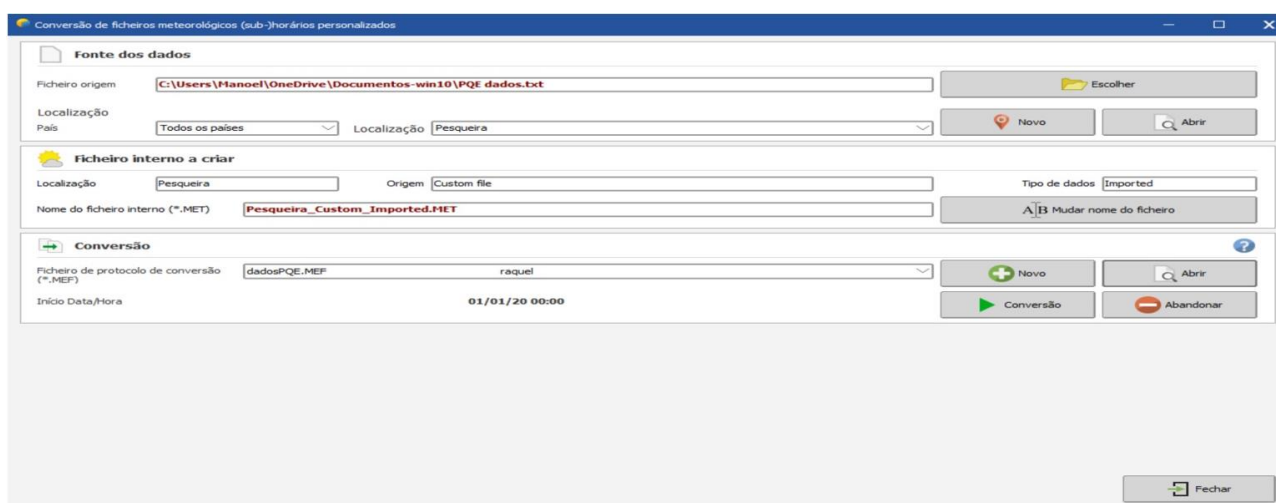 Conversão de ficheiros meteorológicos (sub-)horários personalizados
Fonte dos dados
Ficheiro origem C:\Users\Manoel\OneDrive\Documentos-win10\PQE dados.txt Escolher
Localização
País Todos os países Localização Pesqueira Novo Abrir
Ficheiro interno a criar
Localização Pesqueira Origem Custom file Tipo de dados Imported
Nome do ficheiro interno (*.MET) Pesqueira_Custom_Imported.MET A|B Mudar nome do ficheiro
Conversão ?
Ficheiro de protocolo de conversão dadosPQE.MEF raquel Novo Abrir
(*.MEF)
Início Data/Hora 01/01/20 00:00 Conversão Abandonar
Fechar